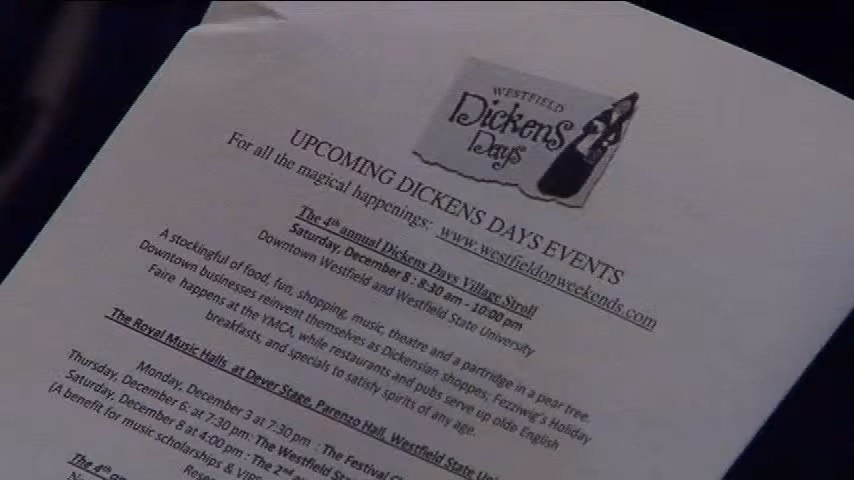 WESTFIELD
Dickens
Days
UPCOMING DICKENS DAYS EVENTS
For all the magical happenings: www.westfieldonweekends.com
The 4th annual Dickens Days Village Stroll
Saturday, December 8 : 8:30 am - 10:00 pm
Downtown Westfield and Westfield State University
A stockingful of food, fun, shopping, music, theatre and a partridge in a pear tree.
Downtown businesses reinvent themselves as Dickensian shoppes; Fezziwig's Holiday
Faire happens at the YMCA, while restaurants and pubs serve up olde English
breakfasts, and specials to satisfy spirits of any age.
The Royal Music Halls, at Dever Stage, Parenzo Hall, Westfield State
Monday, December 3 at 7:30 pm : The Festival
Thursday, December 6: at 7:30 pm: The Westfield
Saturday, December 8 at 4:00 pm : The 2nd
(A benefit for music scholarships &
The 4th